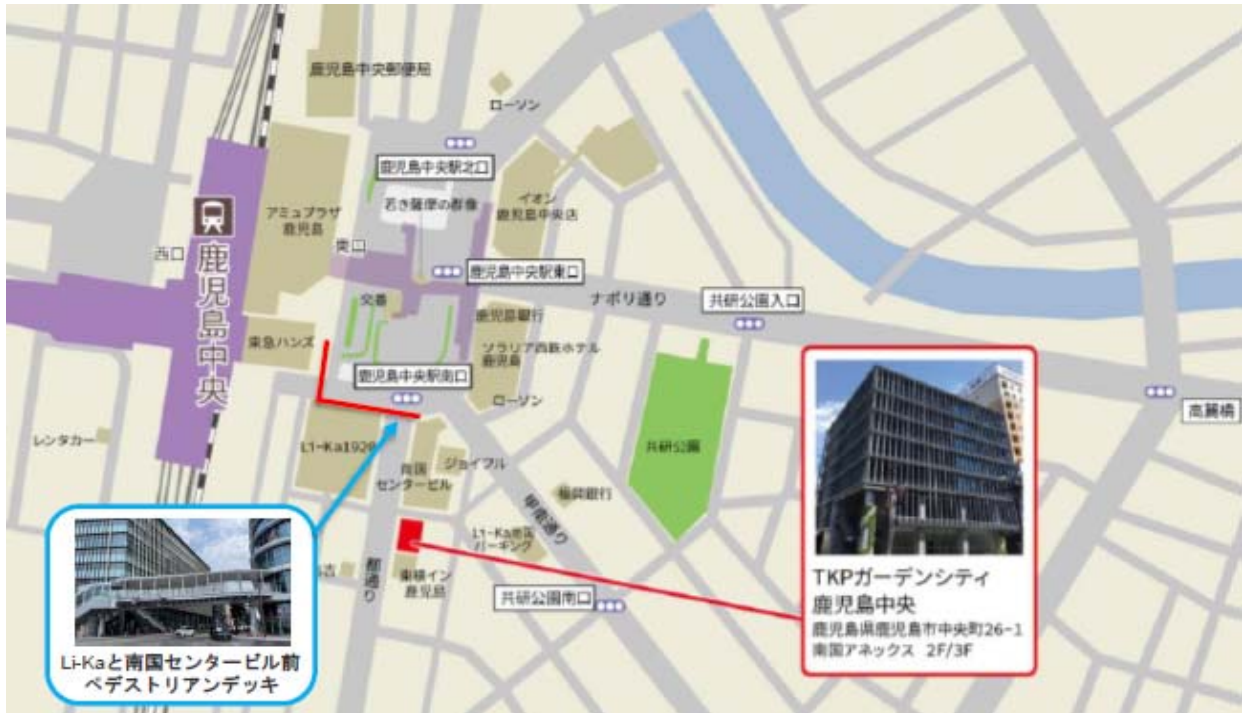 鹿児島中央郵便局
ローソン
鹿児島中央駅北口
若き薩摩の群像
イオン
鹿児島中央店
アミュプラザ
鹿児島
西口
東口
鹿児島中央
鹿児島中央駅東口
交番
ナポリ通り
共研公園入口
鹿児島銀行
東急ハンズ
ソラリア西鉄ホテル
鹿児島
鹿児島中央駅南口
ローソン
高麗橋
レンタカー
Li-Ka1920
南国
センタービル
ジョイフル
共研公園
福岡銀行
甲南通り
パーキング
都通り
東横イン
鹿児島
共研公園南口
Li-Kaと南国センタービル前
ペデストリアンデッキ
TKPガーデンシティ
鹿児島中央
鹿児島県鹿児島市中央町26-1
南国アネックス 2F/3F